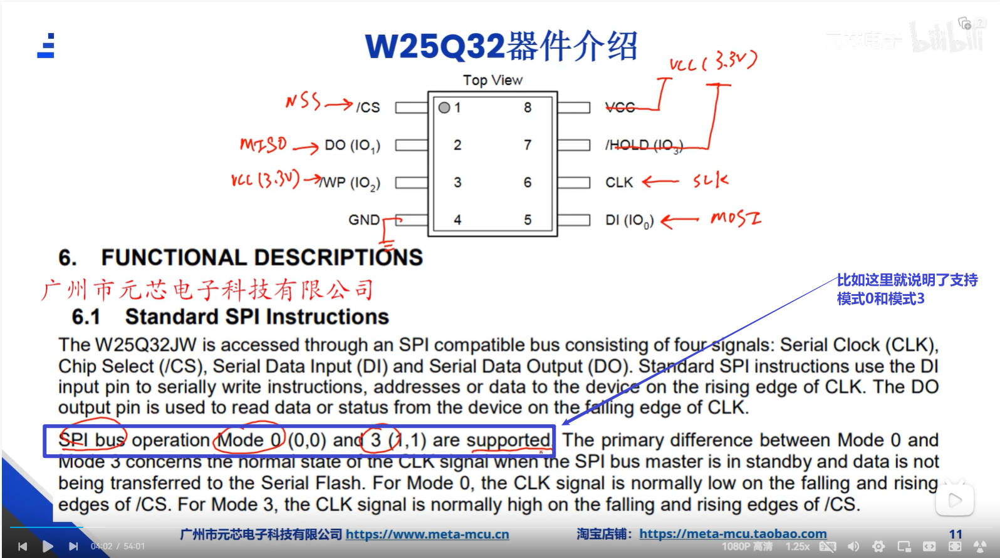 W25Q32器件介绍
元芯电子 bilibili
VCC (3.3V)
Top View
NSS /CS 1 8 VCC
MISO DO (IO1) 2 7 /HOLD (IO3)
VCC (3.3V) /WP (IO2) 3 6 CLK SLK
GND 4 5 DI (IO0) MOSI
6. FUNCTIONAL DESCRIPTIONS
广州市元芯电子科技有限公司
比如这里就说明了支持
模式0和模式3
6.1 Standard SPI Instructions
The W25Q32JW is accessed through an SPI compatible bus consisting of four signals: Serial Clock (CLK),
Chip Select (/CS), Serial Data Input (DI) and Serial Data Output (DO). Standard SPI instructions use the DI
input pin to serially write instructions, addresses or data to the device on the rising edge of CLK. The DO
output pin is used to read data or status from the device on the falling edge of CLK.
SPI bus operation Mode 0 (0,0) and 3 (1,1) are supported. The primary difference between Mode 0 and
Mode 3 concerns the normal state of the CLK signal when the SPI bus master is in standby and data is not
being transferred to the Serial Flash. For Mode 0, the CLK signal is normally low on the falling and rising
edges of /CS. For Mode 3, the CLK signal is normally high on the falling and rising edges of /CS.
广州市元芯电子科技有限公司 https://www.meta-mcu.cn 淘宝店铺：https://meta-mcu.taobao.com 11
04:02 / 54:01 1080P 高清 1.25x